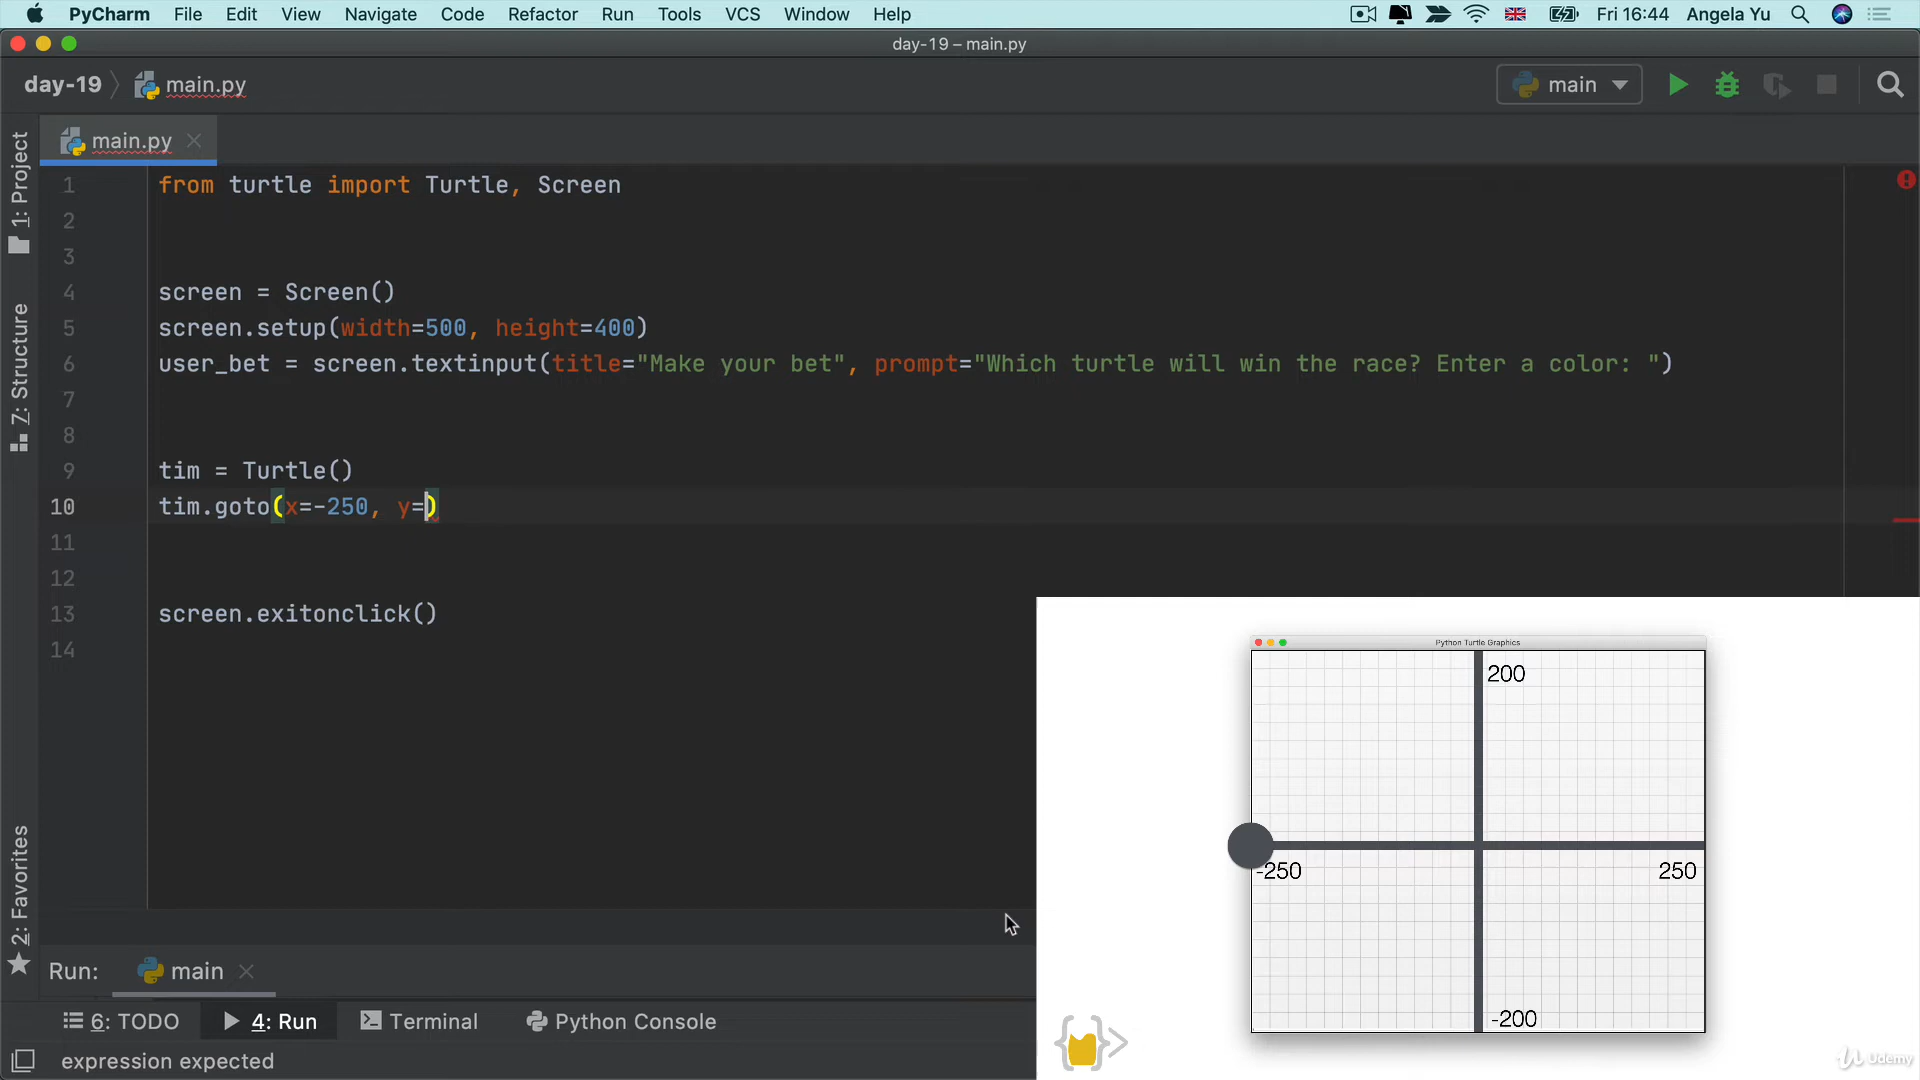 PyCharm File Edit View Navigate Code Refactor Run Tools VCS Window Help Fri 16:44 Angela Yu
day-19 – main.py
day-19 main.py main
main.py
1: Project
7: Structure
2: Favorites
1 from turtle import Turtle, Screen
2
3
4 screen = Screen()
5 screen.setup(width=500, height=400)
6 user_bet = screen.textinput(title="Make your bet", prompt="Which turtle will win the race? Enter a color: ")
7
8
9 tim = Turtle()
10 tim.goto(x=-250, y=)
11
12
13 screen.exitonclick()
14
Python Turtle Graphics
200
-250 250
-200
Run: main
6: TODO 4: Run Terminal Python Console
expression expected
Udemy